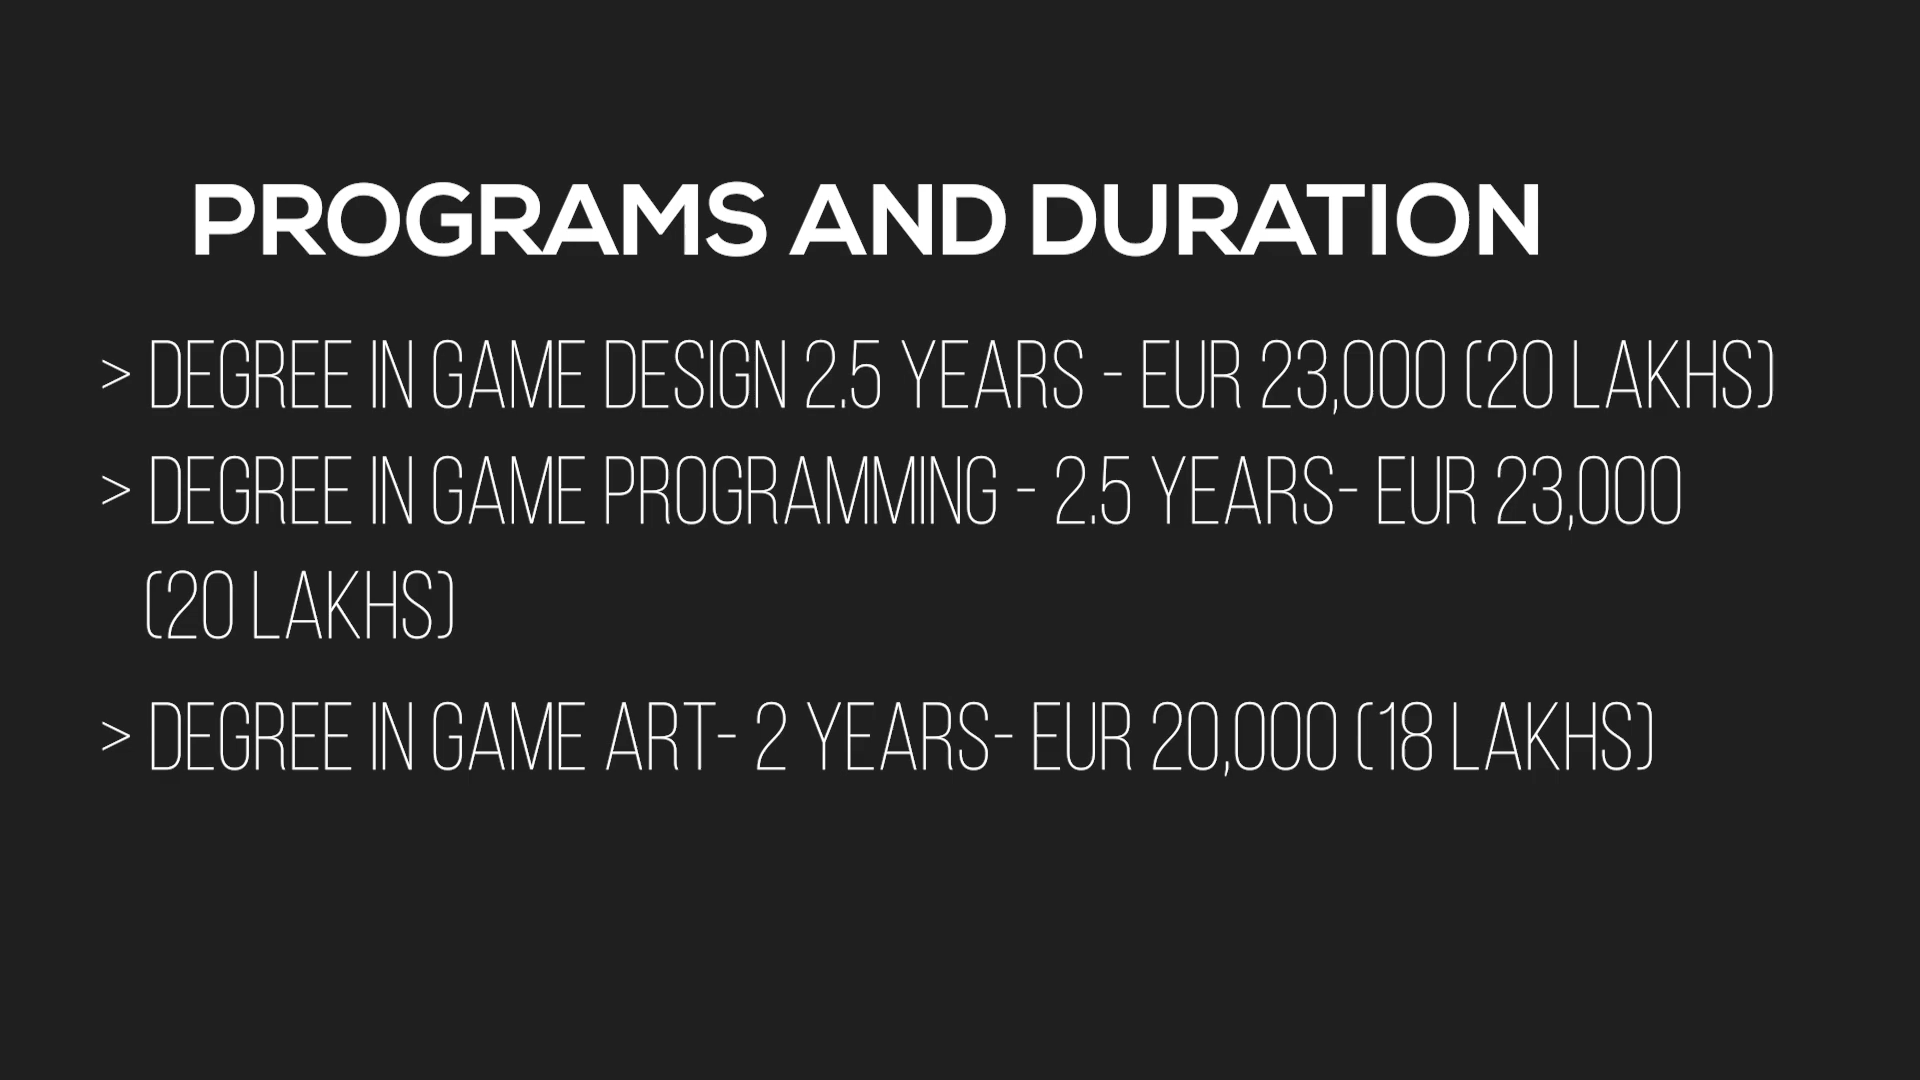 PROGRAMS AND DURATION
> DEGREE IN GAME DESIGN 2.5 YEARS - EUR 23,000 (20 LAKHS)
> DEGREE IN GAME PROGRAMMING - 2.5 YEARS- EUR 23,000
(20 LAKHS)
> DEGREE IN GAME ART- 2 YEARS- EUR 20,000 (18 LAKHS)